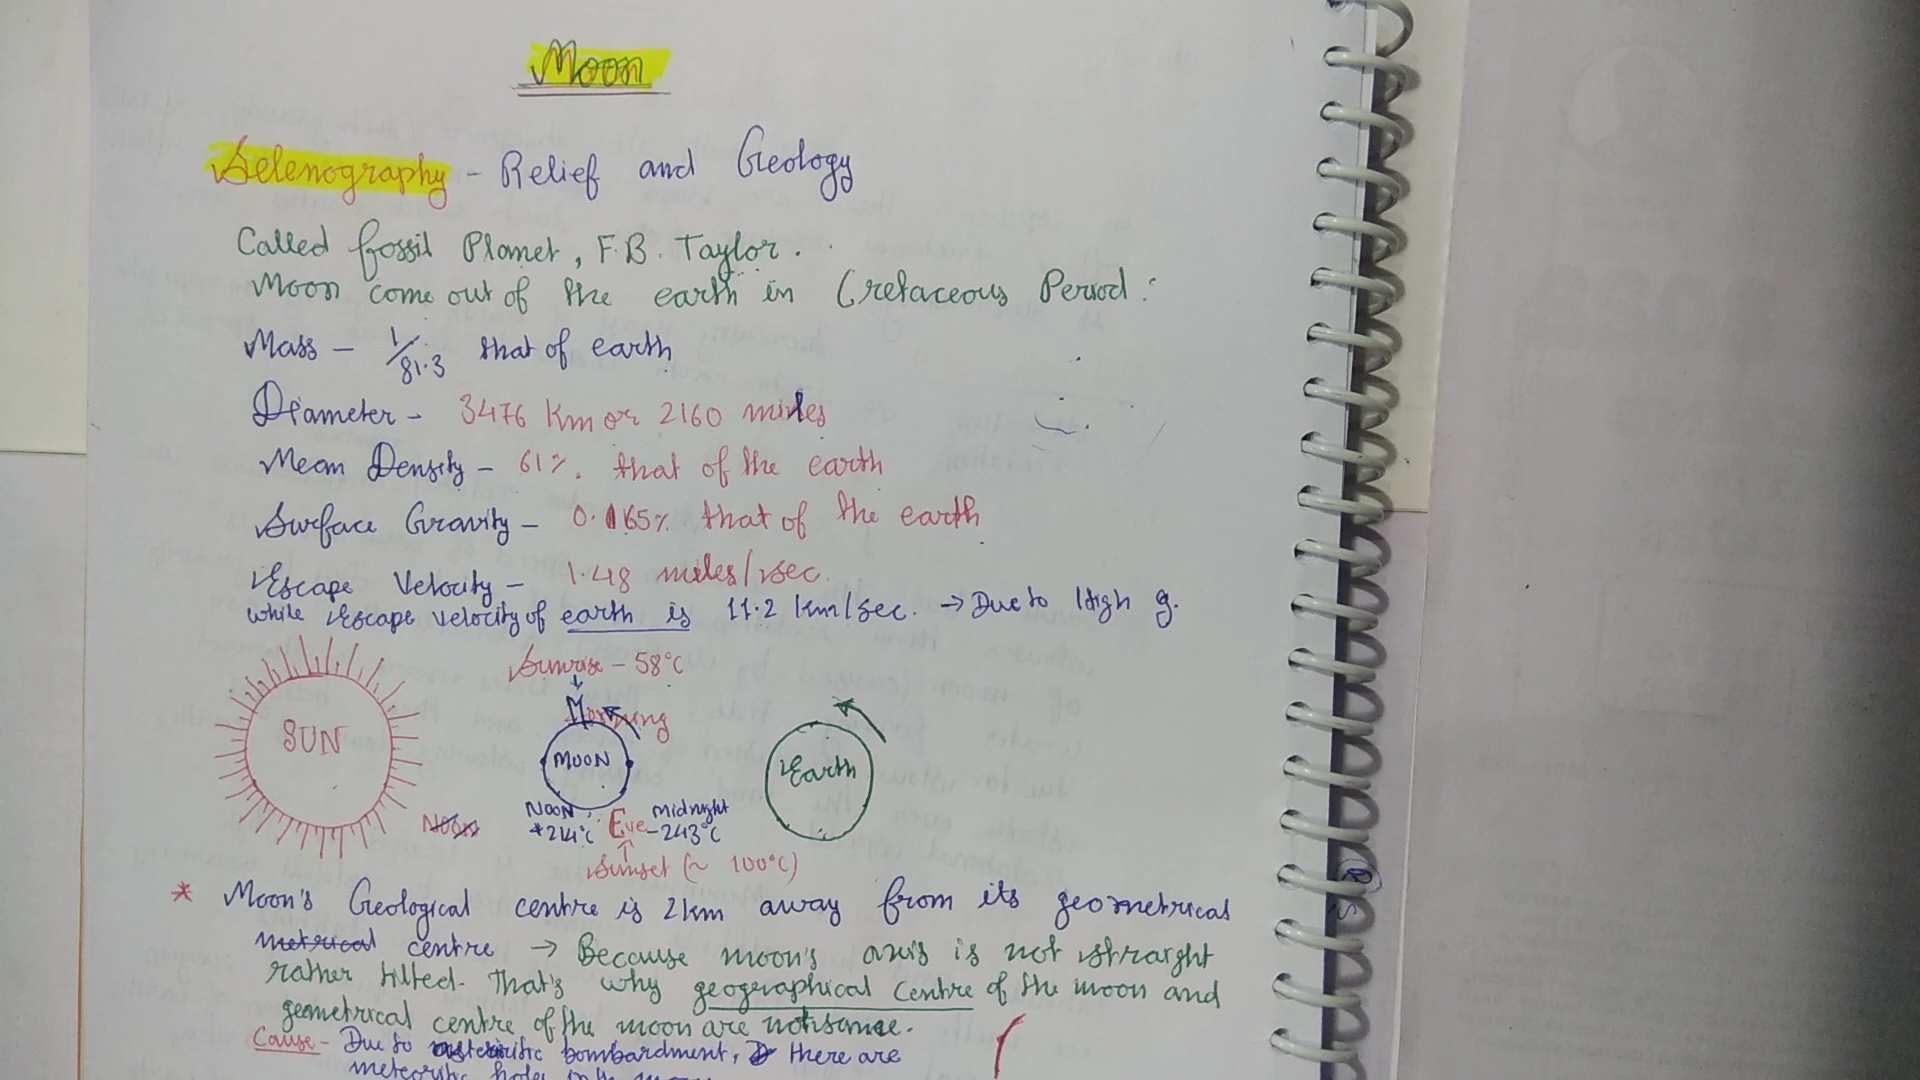 Moon
Selenography - Relief and Geology
Called fossil Planet, F.B. Taylor.
Moon come out of the earth in Cretaceous Period:
Mass - 1/81.3 that of earth
Diameter - 3476 Km or 2160 miles
Mean Density - 61%. that of the earth
Surface Gravity - 0.165% that of the earth
Escape Velocity - 1.48 miles/sec.
while Escape velocity of earth is 11.2 km/sec. → Due to High g.
Sunrise - 58°C
Morning
SUN
MOON
Earth
Noon
NOON
+214°C
Eve
midnight
-243°C
Sunset (~ 100°C)
* Moon's Geological centre is 2km away from its geometrical
metrical centre → Because moon's axis is not straight
rather tilted. That's why geographical centre of the moon and
geometrical centre of the moon are not same.
Cause - Due to bombardment, there are
meteoritic